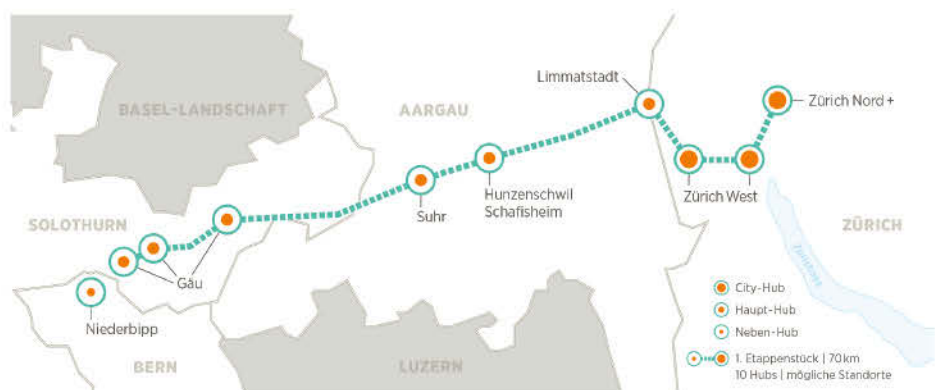 Limmatstadt
Zürich Nord +
BASEL-LANDSCHAFT
AARGAU
Hunzenschwil
Schafisheim
Zürich West
Suhr
SOLOTHURN
ZÜRICH
Zürichsee
Gäu
City-Hub
Haupt-Hub
Niederbipp
Neben-Hub
BERN
LUZERN
1. Etappenstück | 70 km
10 Hubs | mögliche Standorte